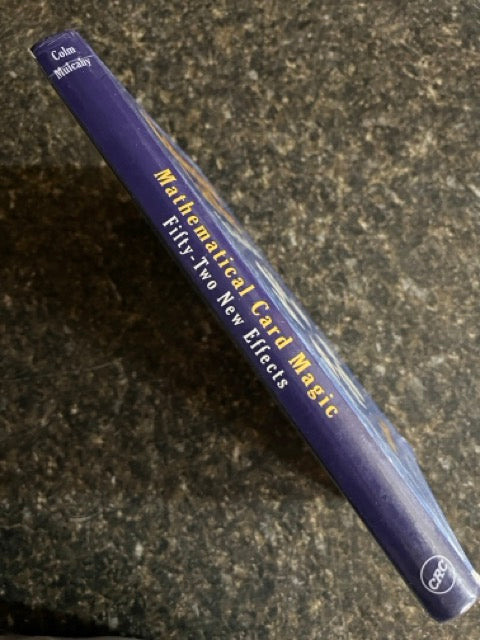 Colm
Mulcahy
Mathematical Card Magic
Fifty-Two New Effects
CRC